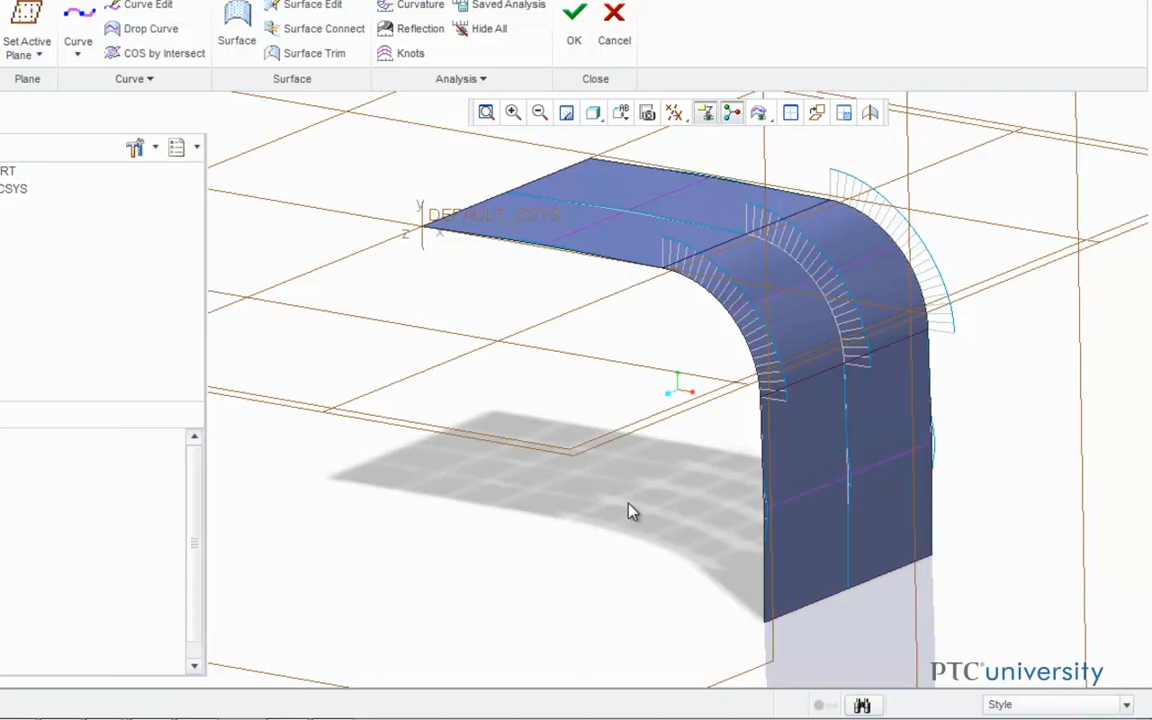 Curve Edit
Surface Edit
Curvature
Saved Analysis
Set Active
Plane
Curve
Drop Curve
Surface
Surface Connect
Reflection
Hide All
OK
Cancel
COS by Intersect
Surface Trim
Knots
Plane
Curve
Surface
Analysis
Close
RT
CSYS
y
DEFAULT_CSYS
z
x
PTC university
Style